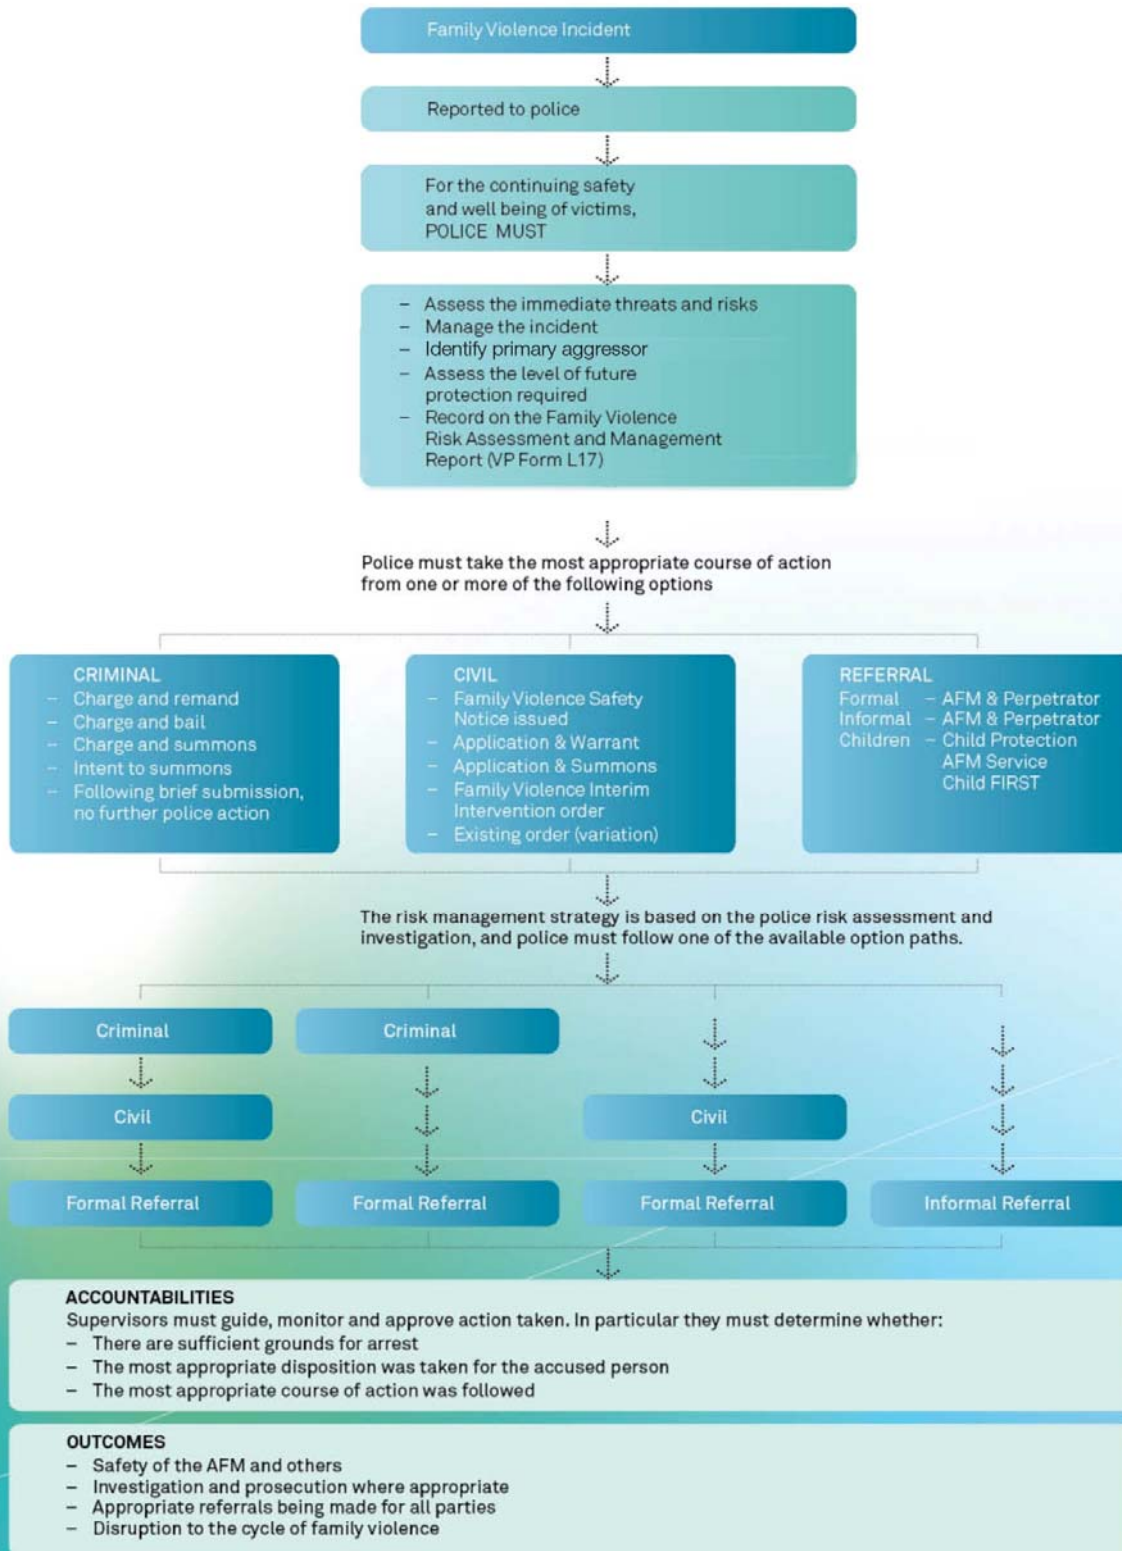 Family Violence Incident
Reported to police
For the continuing safety
and well being of victims,
POLICE MUST
– Assess the immediate threats and risks
– Manage the incident
– Identify primary aggressor
– Assess the level of future
protection required
– Record on the Family Violence
Risk Assessment and Management
Report (VP Form L17)
Police must take the most appropriate course of action
from one or more of the following options
CRIMINAL
– Charge and remand
– Charge and bail
– Charge and summons
– Intent to summons
– Following brief submission,
no further police action
CIVIL
– Family Violence Safety
Notice issued
– Application & Warrant
– Application & Summons
– Family Violence Interim
Intervention order
– Existing order (variation)
REFERRAL
Formal – AFM & Perpetrator
Informal – AFM & Perpetrator
Children – Child Protection
AFM Service
Child FIRST
The risk management strategy is based on the police risk assessment and
investigation, and police must follow one of the available option paths.
Criminal
Criminal
Civil
Civil
Formal Referral
Formal Referral
Formal Referral
Informal Referral
ACCOUNTABILITIES
Supervisors must guide, monitor and approve action taken. In particular they must determine whether:
– There are sufficient grounds for arrest
– The most appropriate disposition was taken for the accused person
– The most appropriate course of action was followed
OUTCOMES
– Safety of the AFM and others
– Investigation and prosecution where appropriate
– Appropriate referrals being made for all parties
– Disruption to the cycle of family violence